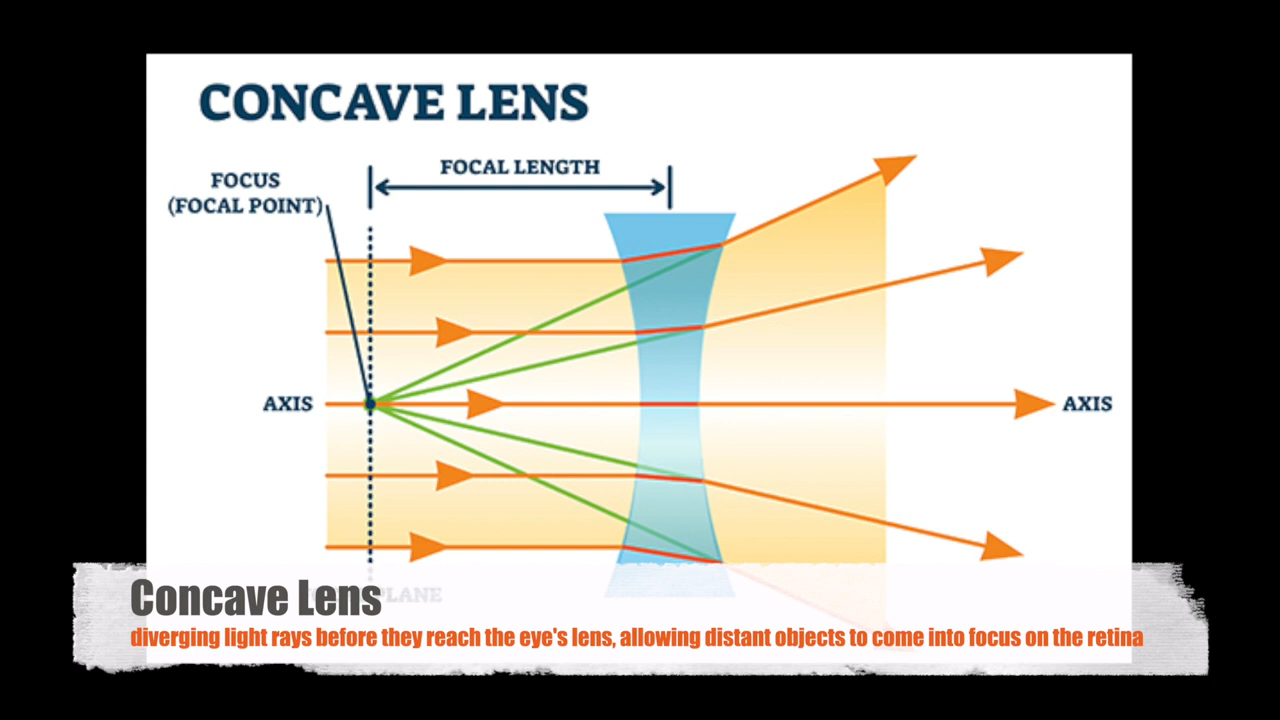 CONCAVE LENS
FOCAL LENGTH
FOCUS
(FOCAL POINT)
AXIS
AXIS
PLANE
Concave Lens
diverging light rays before they reach the eye's lens, allowing distant objects to come into focus on the retina